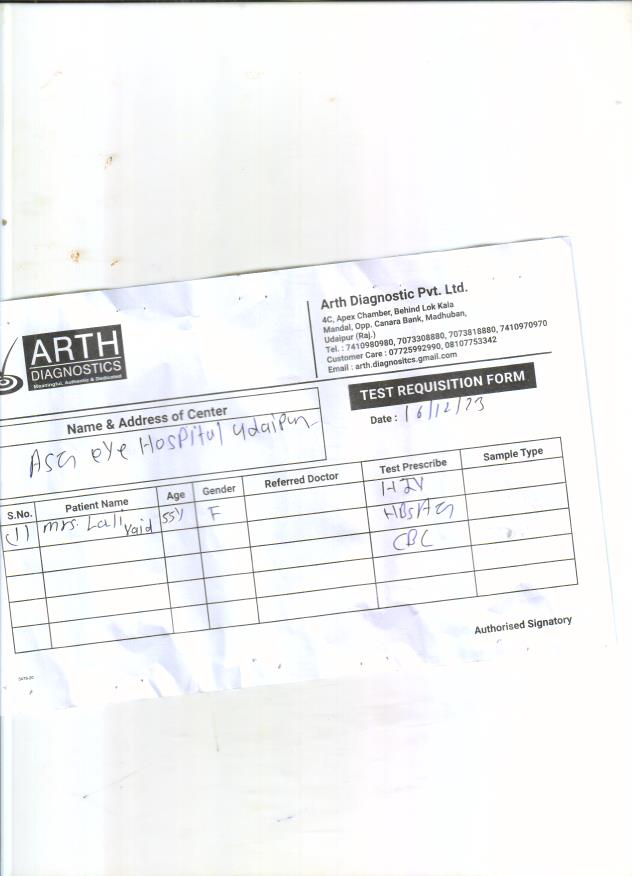 ARTH
DIAGNOSTICS
Meaningful, Authentic & Dedicated
Arth Diagnostic Pvt. Ltd.
4C, Apex Chamber, Behind Lok Kala
Mandal, Opp. Canara Bank, Madhuban,
Udaipur (Raj.)
Tel. : 7410980980, 7073308880, 7073818880, 7410970970
Customer Care : 07725992990, 08107753342
Email : arth.diagnositcs.gmail.com
TEST REQUISITION FORM
Date : 16/12/23
Name & Address of Center
eye Hospitul Udaipur
S.No. Patient Name Age Gender Referred Doctor Test Prescribe Sample Type
(1) Mrs. Lali 55Y F HIV
HBsAg
CBC
Authorised Signatory